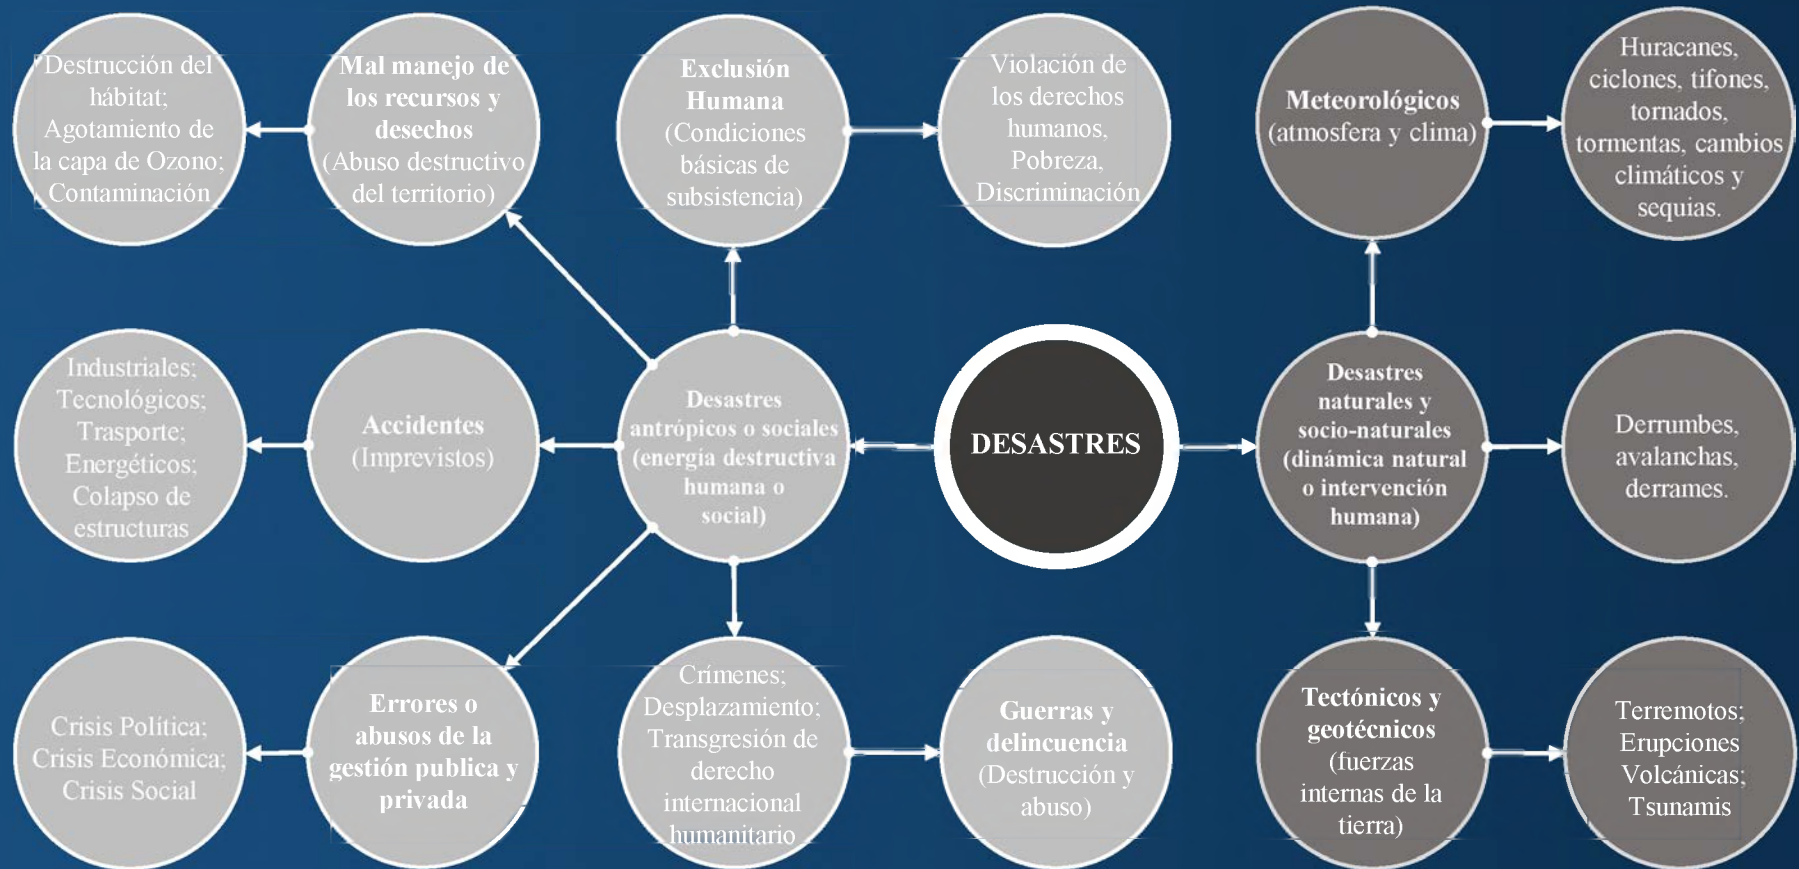 Destrucción del
hábitat;
Agotamiento de
la capa de Ozono;
Contaminación
Mal manejo de
los recursos y
desechos
(Abuso destructivo
del territorio)
Exclusión
Humana
(Condiciones
básicas de
subsistencia)
Violación de
los derechos
humanos,
Pobreza,
Discriminación
Meteorológicos
(atmosfera y clima)
Huracanes,
ciclones, tifones,
tornados,
tormentas, cambios
climáticos y
sequias.
Industriales;
Tecnológicos;
Trasporte;
Energéticos;
Colapso de
estructuras
Accidentes
(Imprevistos)
Desastres
antrópicos o sociales
(energía destructiva
humana o
social)
DESASTRES
Desastres
naturales y
socio-naturales
(dinámica natural
o intervención
humana)
Derrumbes,
avalanchas,
derrames.
Crisis Política;
Crisis Económica;
Crisis Social
Errores o
abusos de la
gestión publica y
privada
Crímenes;
Desplazamiento;
Transgresión de
derecho
internacional
humanitario
Guerras y
delincuencia
(Destrucción y
abuso)
Tectónicos y
geotécnicos
(fuerzas
internas de la
tierra)
Terremotos;
Erupciones
Volcánicas;
Tsunamis